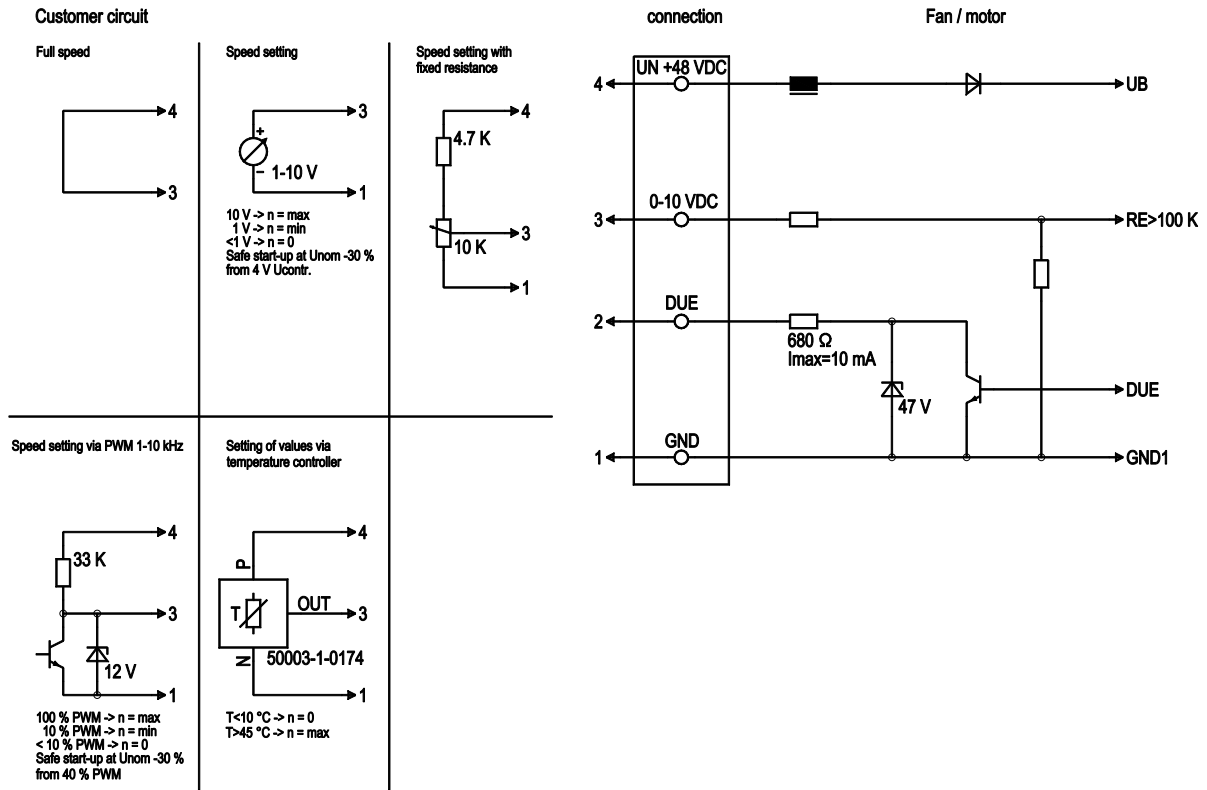 Customer circuit
connection
Fan / motor
Full speed
4
3
Speed setting
3
+
1-10 V
–
1
10 V -> n = max
1 V -> n = min
<1 V -> n = 0
Safe start-up at Unom -30 %
from 4 V Ucontr.
Speed setting with
fixed resistance
4
4.7 K
3
10 K
1
UN +48 VDC
4
UB
0-10 VDC
3
RE>100 K
DUE
2
680 Ω
Imax=10 mA
47 V
DUE
GND
1
GND1
Speed setting via PWM 1-10 kHz
4
33 K
3
12 V
1
100 % PWM -> n = max
10 % PWM -> n = min
< 10 % PWM -> n = 0
Safe start-up at Unom -30 %
from 40 % PWM
Setting of values via
temperature controller
4
P
T
OUT
3
N
50003-1-0174
1
T<10 °C -> n = 0
T>45 °C -> n = max